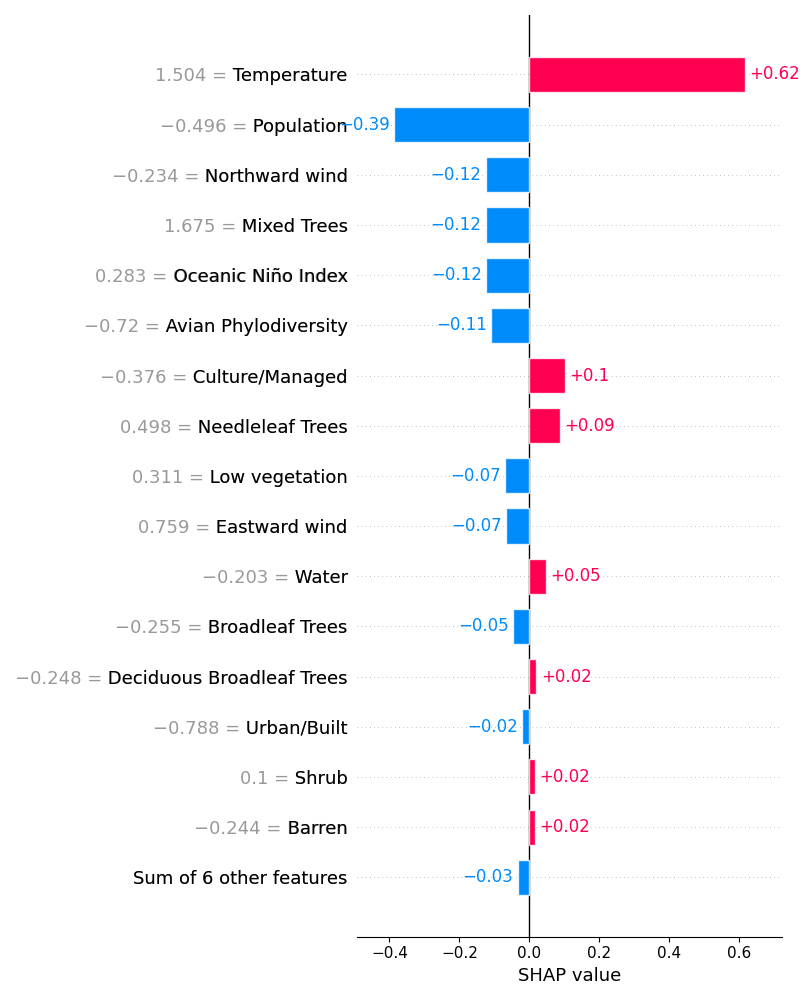 1.504 = Temperature +0.62
−0.496 = Population −0.39
−0.234 = Northward wind −0.12
1.675 = Mixed Trees −0.12
0.283 = Oceanic Niño Index −0.12
−0.72 = Avian Phylodiversity −0.11
−0.376 = Culture/Managed +0.1
0.498 = Needleleaf Trees +0.09
0.311 = Low vegetation −0.07
0.759 = Eastward wind −0.07
−0.203 = Water +0.05
−0.255 = Broadleaf Trees −0.05
−0.248 = Deciduous Broadleaf Trees +0.02
−0.788 = Urban/Built −0.02
0.1 = Shrub +0.02
−0.244 = Barren +0.02
Sum of 6 other features −0.03
−0.4 −0.2 0.0 0.2 0.4 0.6
SHAP value